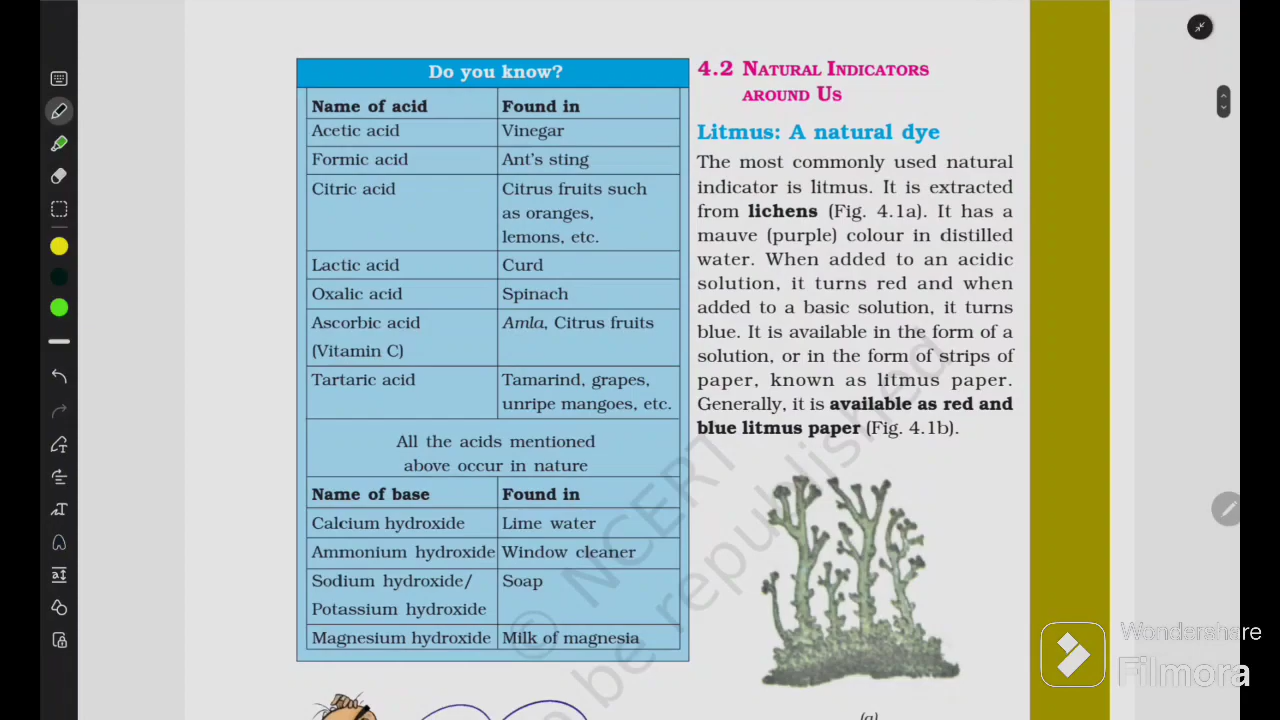 Do you know?
Name of acid Found in
Acetic acid Vinegar
Formic acid Ant's sting
Citric acid Citrus fruits such
as oranges,
lemons, etc.
Lactic acid Curd
Oxalic acid Spinach
Ascorbic acid Amla, Citrus fruits
(Vitamin C)
Tartaric acid Tamarind, grapes,
unripe mangoes, etc.
All the acids mentioned
above occur in nature
Name of base Found in
Calcium hydroxide Lime water
Ammonium hydroxide Window cleaner
Sodium hydroxide/ Soap
Potassium hydroxide
Magnesium hydroxide Milk of magnesia
4.2 NATURAL INDICATORS
AROUND US
Litmus: A natural dye
The most commonly used natural
indicator is litmus. It is extracted
from lichens (Fig. 4.1a). It has a
mauve (purple) colour in distilled
water. When added to an acidic
solution, it turns red and when
added to a basic solution, it turns
blue. It is available in the form of a
solution, or in the form of strips of
paper, known as litmus paper.
Generally, it is available as red and
blue litmus paper (Fig. 4.1b).
(a)
© NCERT
be republished
Wondershare
Filmora